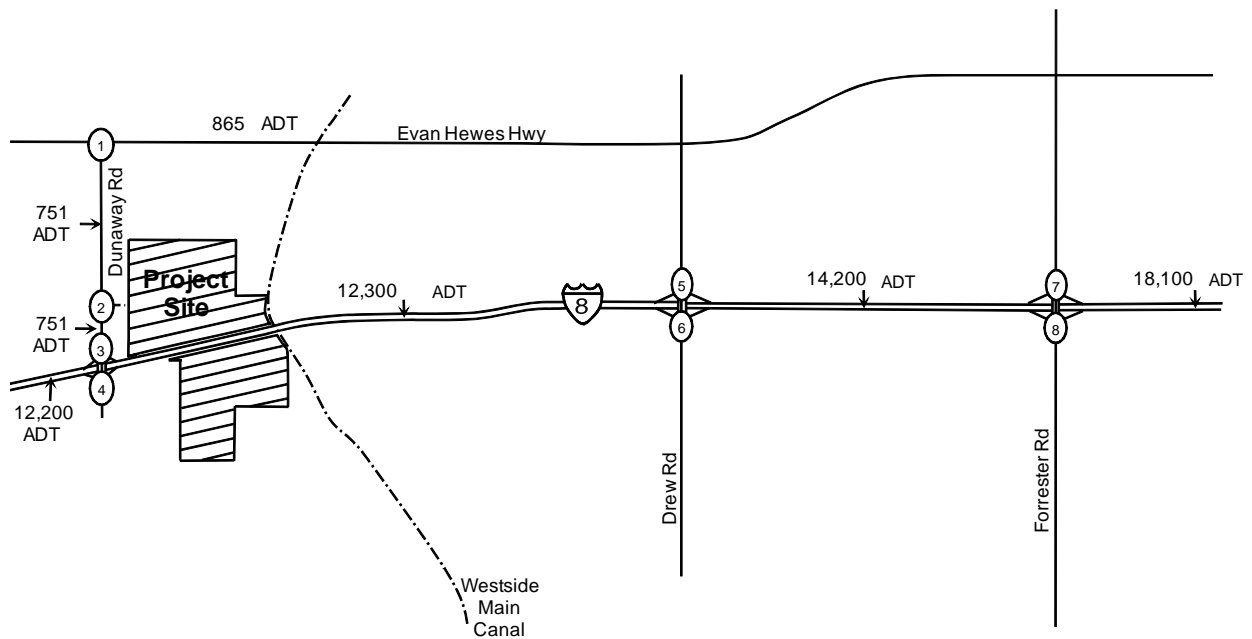 865 ADT
Evan Hewes Hwy
1
Dunaway Rd
751
ADT
Project
Site
2
751
ADT
3
4
12,200
ADT
12,300 ADT
8
5
6
14,200 ADT
7
8
18,100 ADT
Drew Rd
Forrester Rd
Westside
Main
Canal